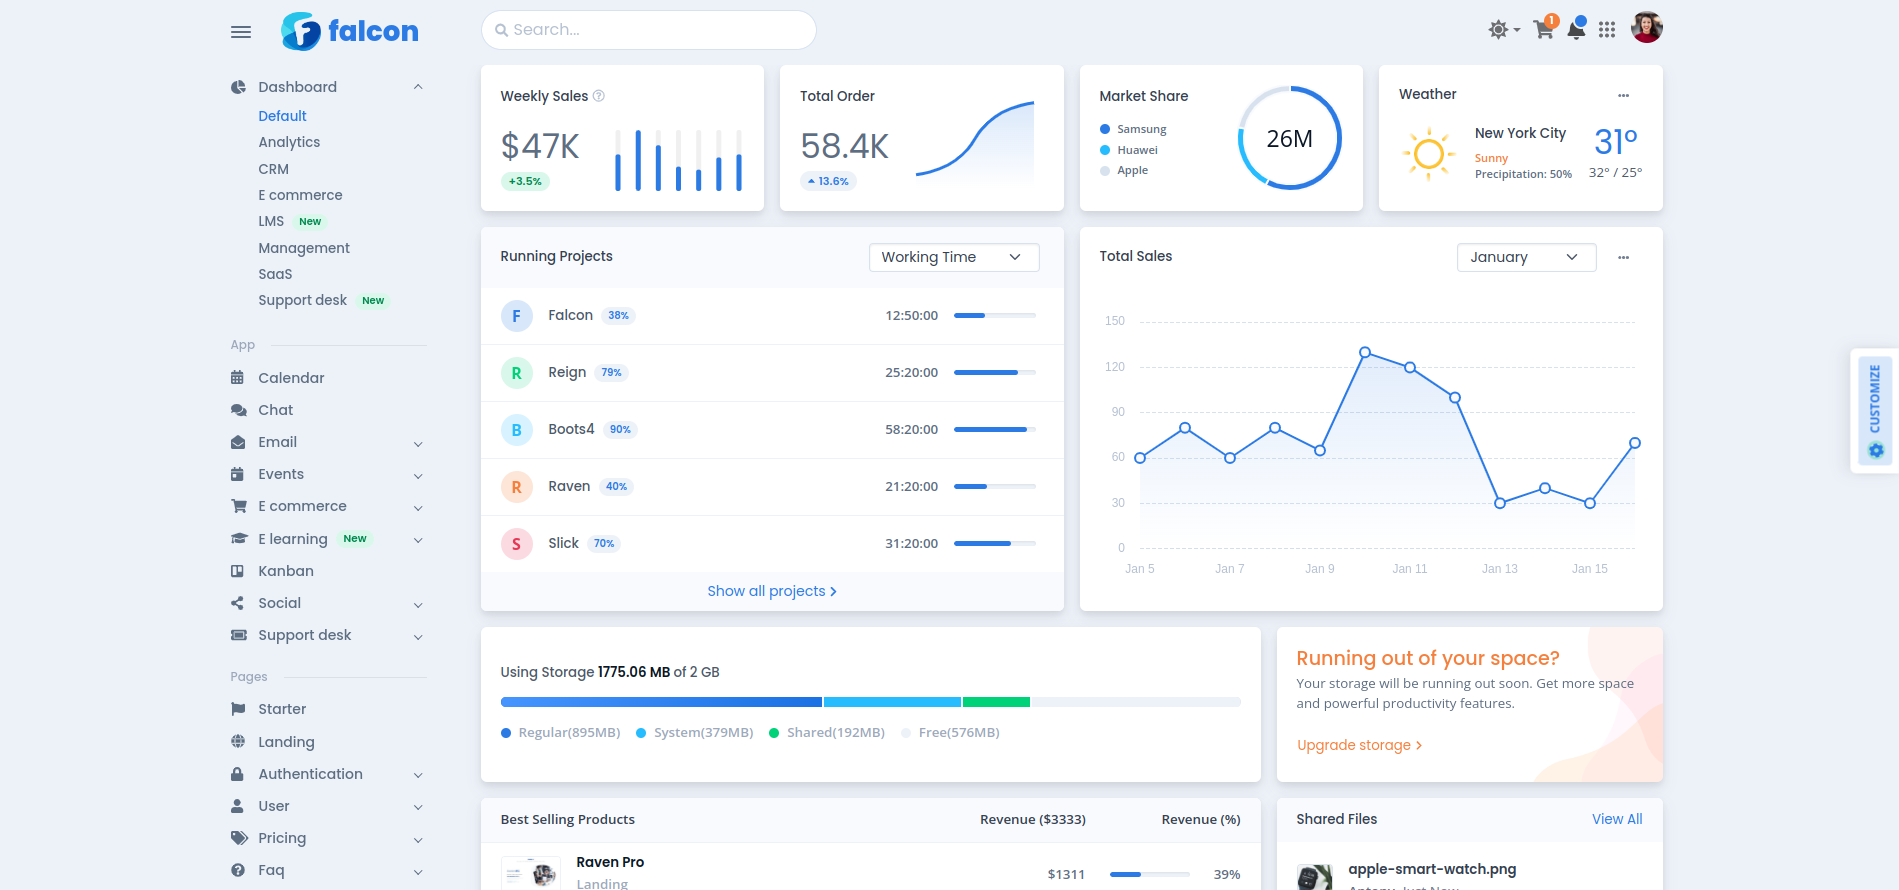 falcon
Search...
1
Dashboard
Default
Analytics
CRM
E commerce
LMS New
Management
SaaS
Support desk New
App
Calendar
Chat
Email
Events
E commerce
E learning New
Kanban
Social
Support desk
Pages
Starter
Landing
Authentication
User
Pricing
Faq
Weekly Sales
$47K
+3.5%
Total Order
58.4K
13.6%
Market Share
Samsung
Huawei
Apple
26M
Weather
New York City
Sunny
Precipitation: 50%
31°
32° / 25°
Running Projects
Working Time
F Falcon 38% 12:50:00
R Reign 79% 25:20:00
B Boots4 90% 58:20:00
R Raven 40% 21:20:00
S Slick 70% 31:20:00
Show all projects
Total Sales
January
150
120
90
60
30
0
Jan 5 Jan 7 Jan 9 Jan 11 Jan 13 Jan 15
CUSTOMIZE
Using Storage 1775.06 MB of 2 GB
Regular(895MB) System(379MB) Shared(192MB) Free(576MB)
Running out of your space?
Your storage will be running out soon. Get more space
and powerful productivity features.
Upgrade storage
Best Selling Products Revenue ($3333) Revenue (%)
Raven Pro
Landing
$1311 39%
Shared Files View All
apple-smart-watch.png
Antony Just Now